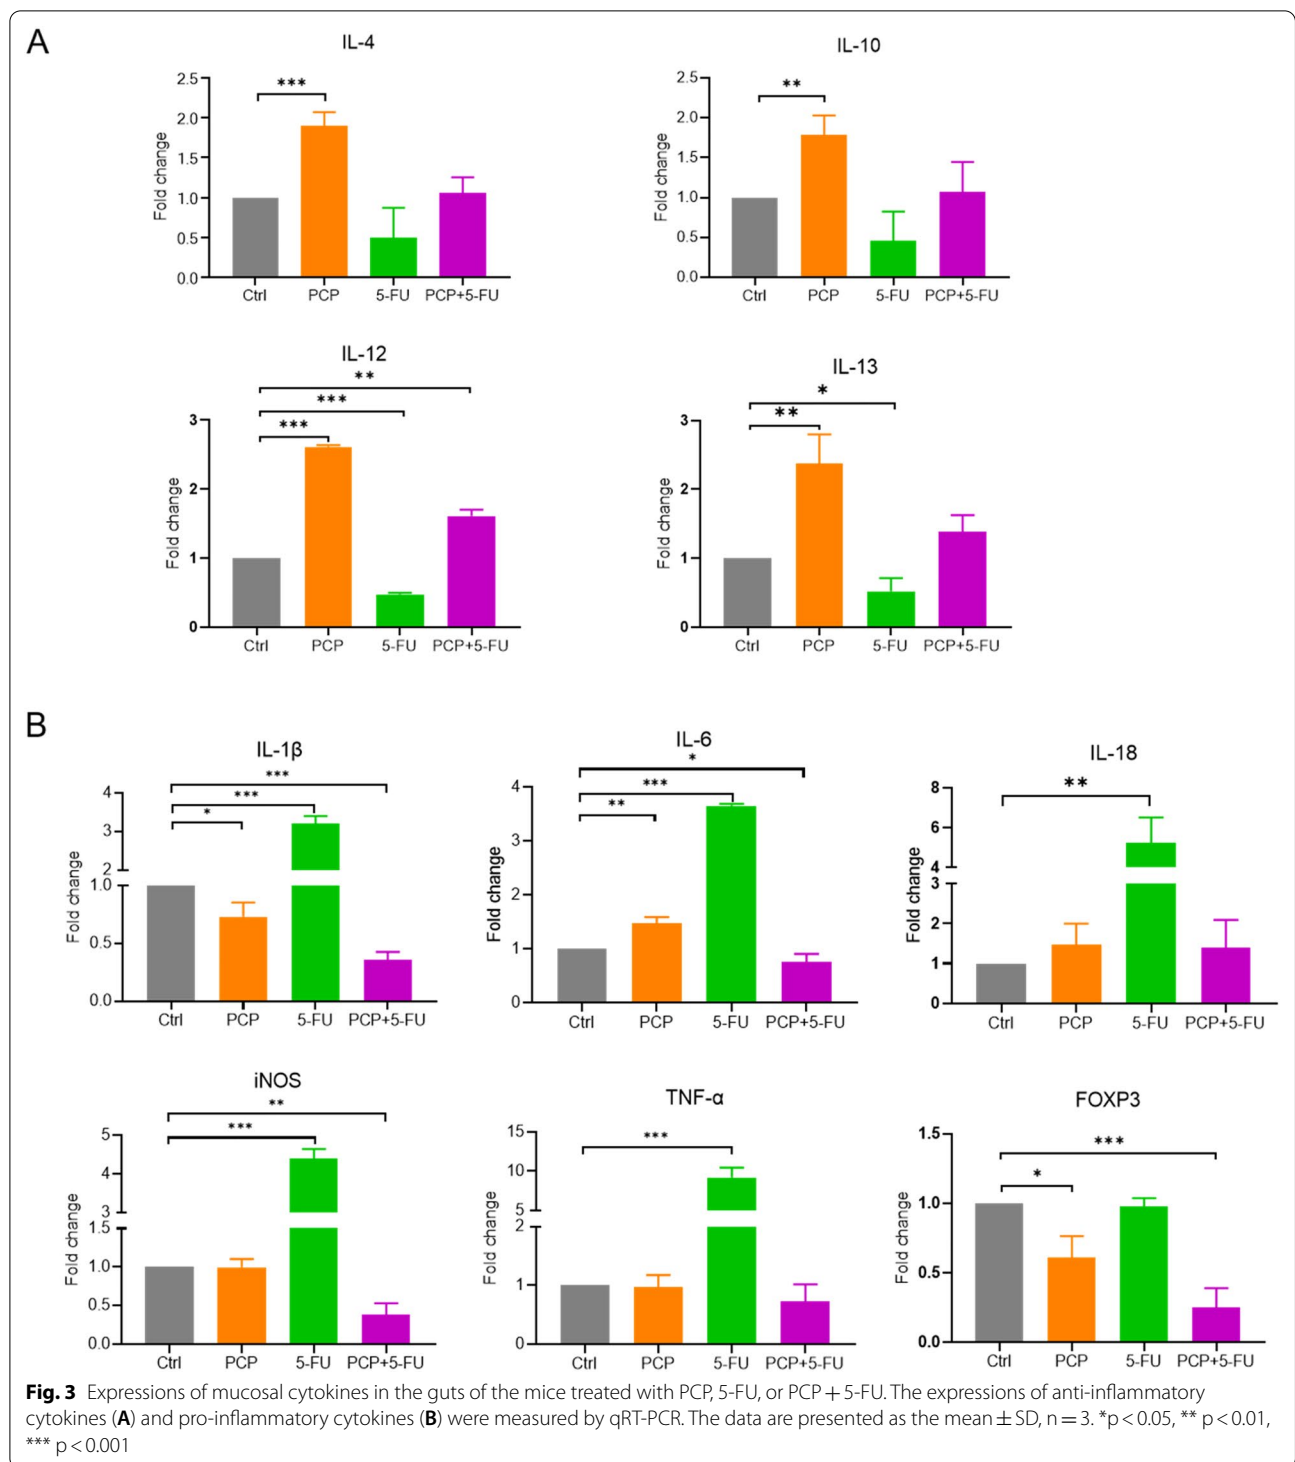 A
IL-4
***
Fold change
2.5
2.0
1.5
1.0
0.5
0.0
Ctrl PCP 5-FU PCP+5-FU
IL-10
**
Fold change
2.5
2.0
1.5
1.0
0.5
0.0
Ctrl PCP 5-FU PCP+5-FU
IL-12
**
***
***
Fold change
3
2
1
0
Ctrl PCP 5-FU PCP+5-FU
IL-13
*
**
Fold change
3
2
1
0
Ctrl PCP 5-FU PCP+5-FU
B
IL-1β
***
***
*
Fold change
4
3
2
1.0
0.5
0.0
Ctrl PCP 5-FU PCP+5-FU
IL-6
*
***
**
Fold change
4
3
2
1
0
Ctrl PCP 5-FU PCP+5-FU
IL-18
**
Fold change
8
6
4
3
2
1
0
Ctrl PCP 5-FU PCP+5-FU
iNOS
**
***
Fold change
5
4
3
1.5
1.0
0.5
0.0
Ctrl PCP 5-FU PCP+5-FU
TNF-α
***
Fold change
15
10
5
2
1
0
Ctrl PCP 5-FU PCP+5-FU
FOXP3
***
*
Fold change
1.5
1.0
0.5
0.0
Ctrl PCP 5-FU PCP+5-FU
Fig. 3 Expressions of mucosal cytokines in the guts of the mice treated with PCP, 5-FU, or PCP + 5-FU. The expressions of anti-inflammatory
cytokines (A) and pro-inflammatory cytokines (B) were measured by qRT-PCR. The data are presented as the mean ± SD, n = 3. *p < 0.05, ** p < 0.01,
*** p < 0.001